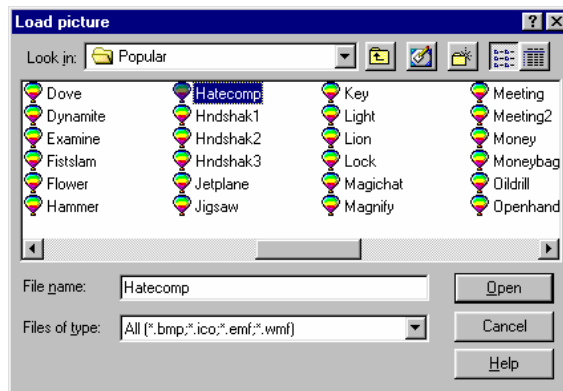 Load picture
Look in: Popular
Dove Hatecomp Key Meeting
Dynamite Hndshak1 Light Meeting2
Examine Hndshak2 Lion Money
Fistslam Hndshak3 Lock Moneybag
Flower Jetplane Magichat Oildrill
Hammer Jigsaw Magnify Openhand
File name: Hatecomp Open
Files of type: All (*.bmp;*.ico;*.emf;*.wmf) Cancel
Help